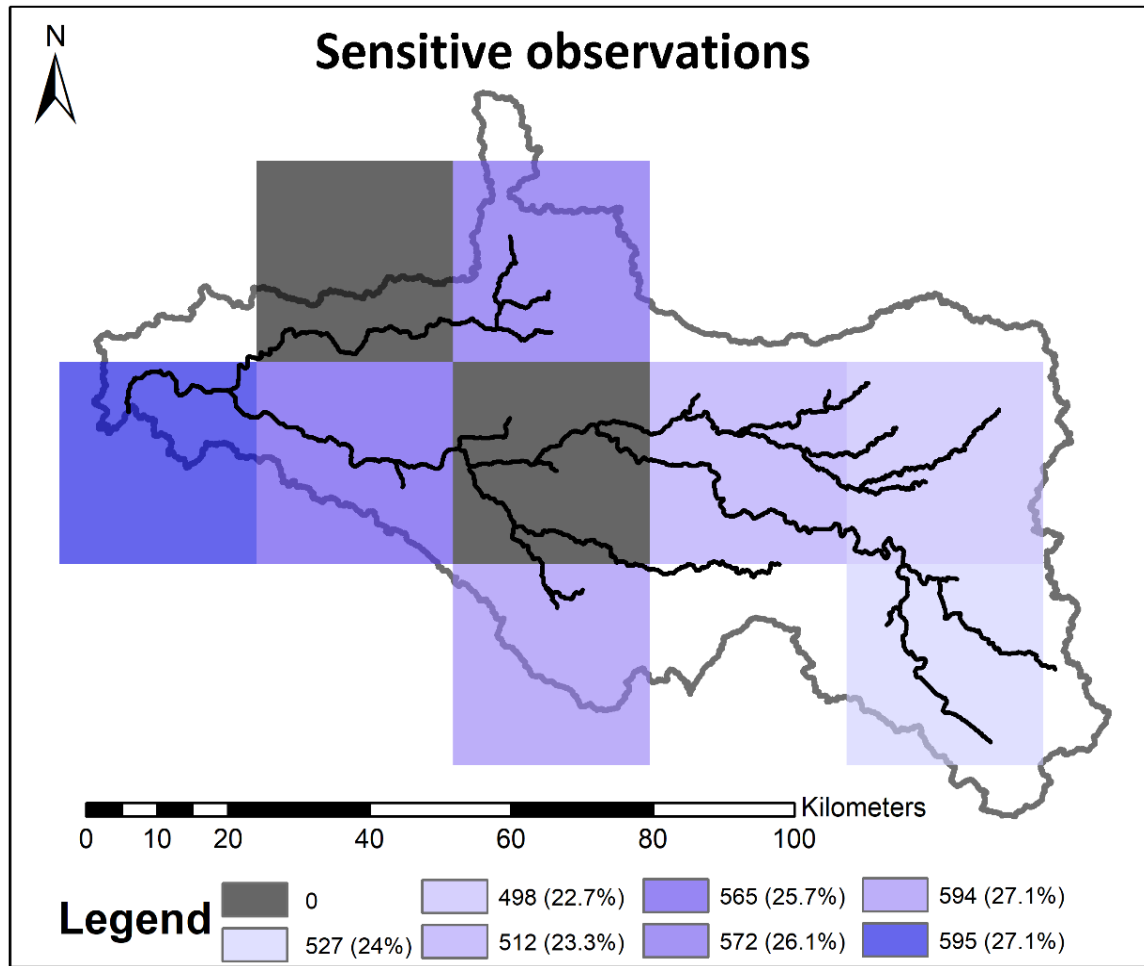 N
Sensitive observations
Kilometers
0 10 20 40 60 80 100
Legend
0
498 (22.7%)
565 (25.7%)
594 (27.1%)
527 (24%)
512 (23.3%)
572 (26.1%)
595 (27.1%)